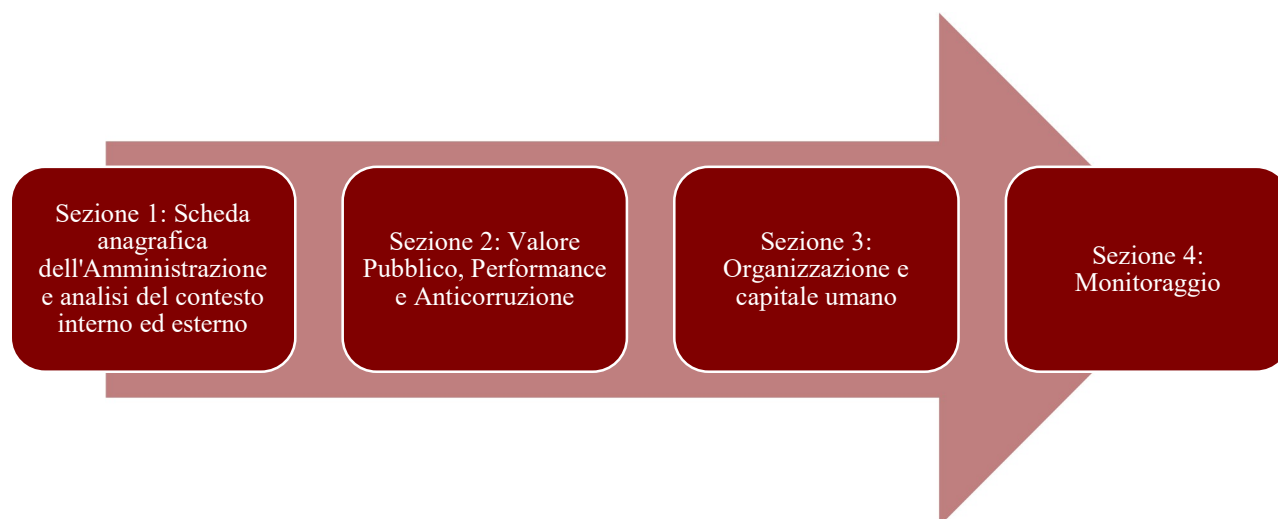 Sezione 1: Scheda
anagrafica
dell'Amministrazione
e analisi del contesto
interno ed esterno
Sezione 2: Valore
Pubblico, Performance
e Anticorruzione
Sezione 3:
Organizzazione e
capitale umano
Sezione 4:
Monitoraggio